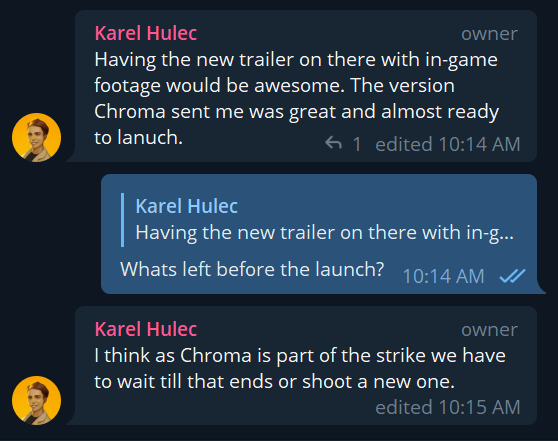 Karel Hulec owner
Having the new trailer on there with in-game
footage would be awesome. The version
Chroma sent me was great and almost ready
to lanuch.
1 edited 10:14 AM
Karel Hulec
Having the new trailer on there with in-g...
Whats left before the launch? 10:14 AM
Karel Hulec owner
I think as Chroma is part of the strike we have
to wait till that ends or shoot a new one.
edited 10:15 AM